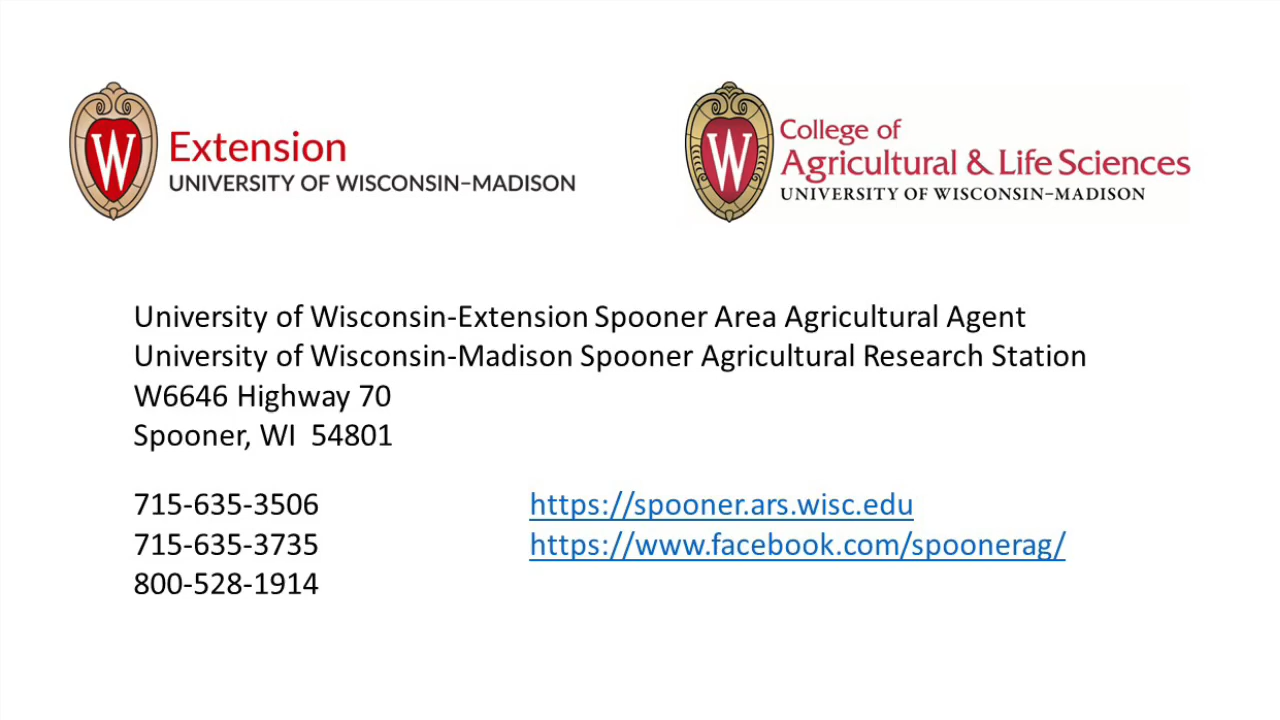 W
Extension
UNIVERSITY OF WISCONSIN–MADISON
W
College of
Agricultural & Life Sciences
UNIVERSITY OF WISCONSIN–MADISON
University of Wisconsin-Extension Spooner Area Agricultural Agent
University of Wisconsin-Madison Spooner Agricultural Research Station
W6646 Highway 70
Spooner, WI  54801
715-635-3506
715-635-3735
800-528-1914
https://spooner.ars.wisc.edu
https://www.facebook.com/spoonerag/